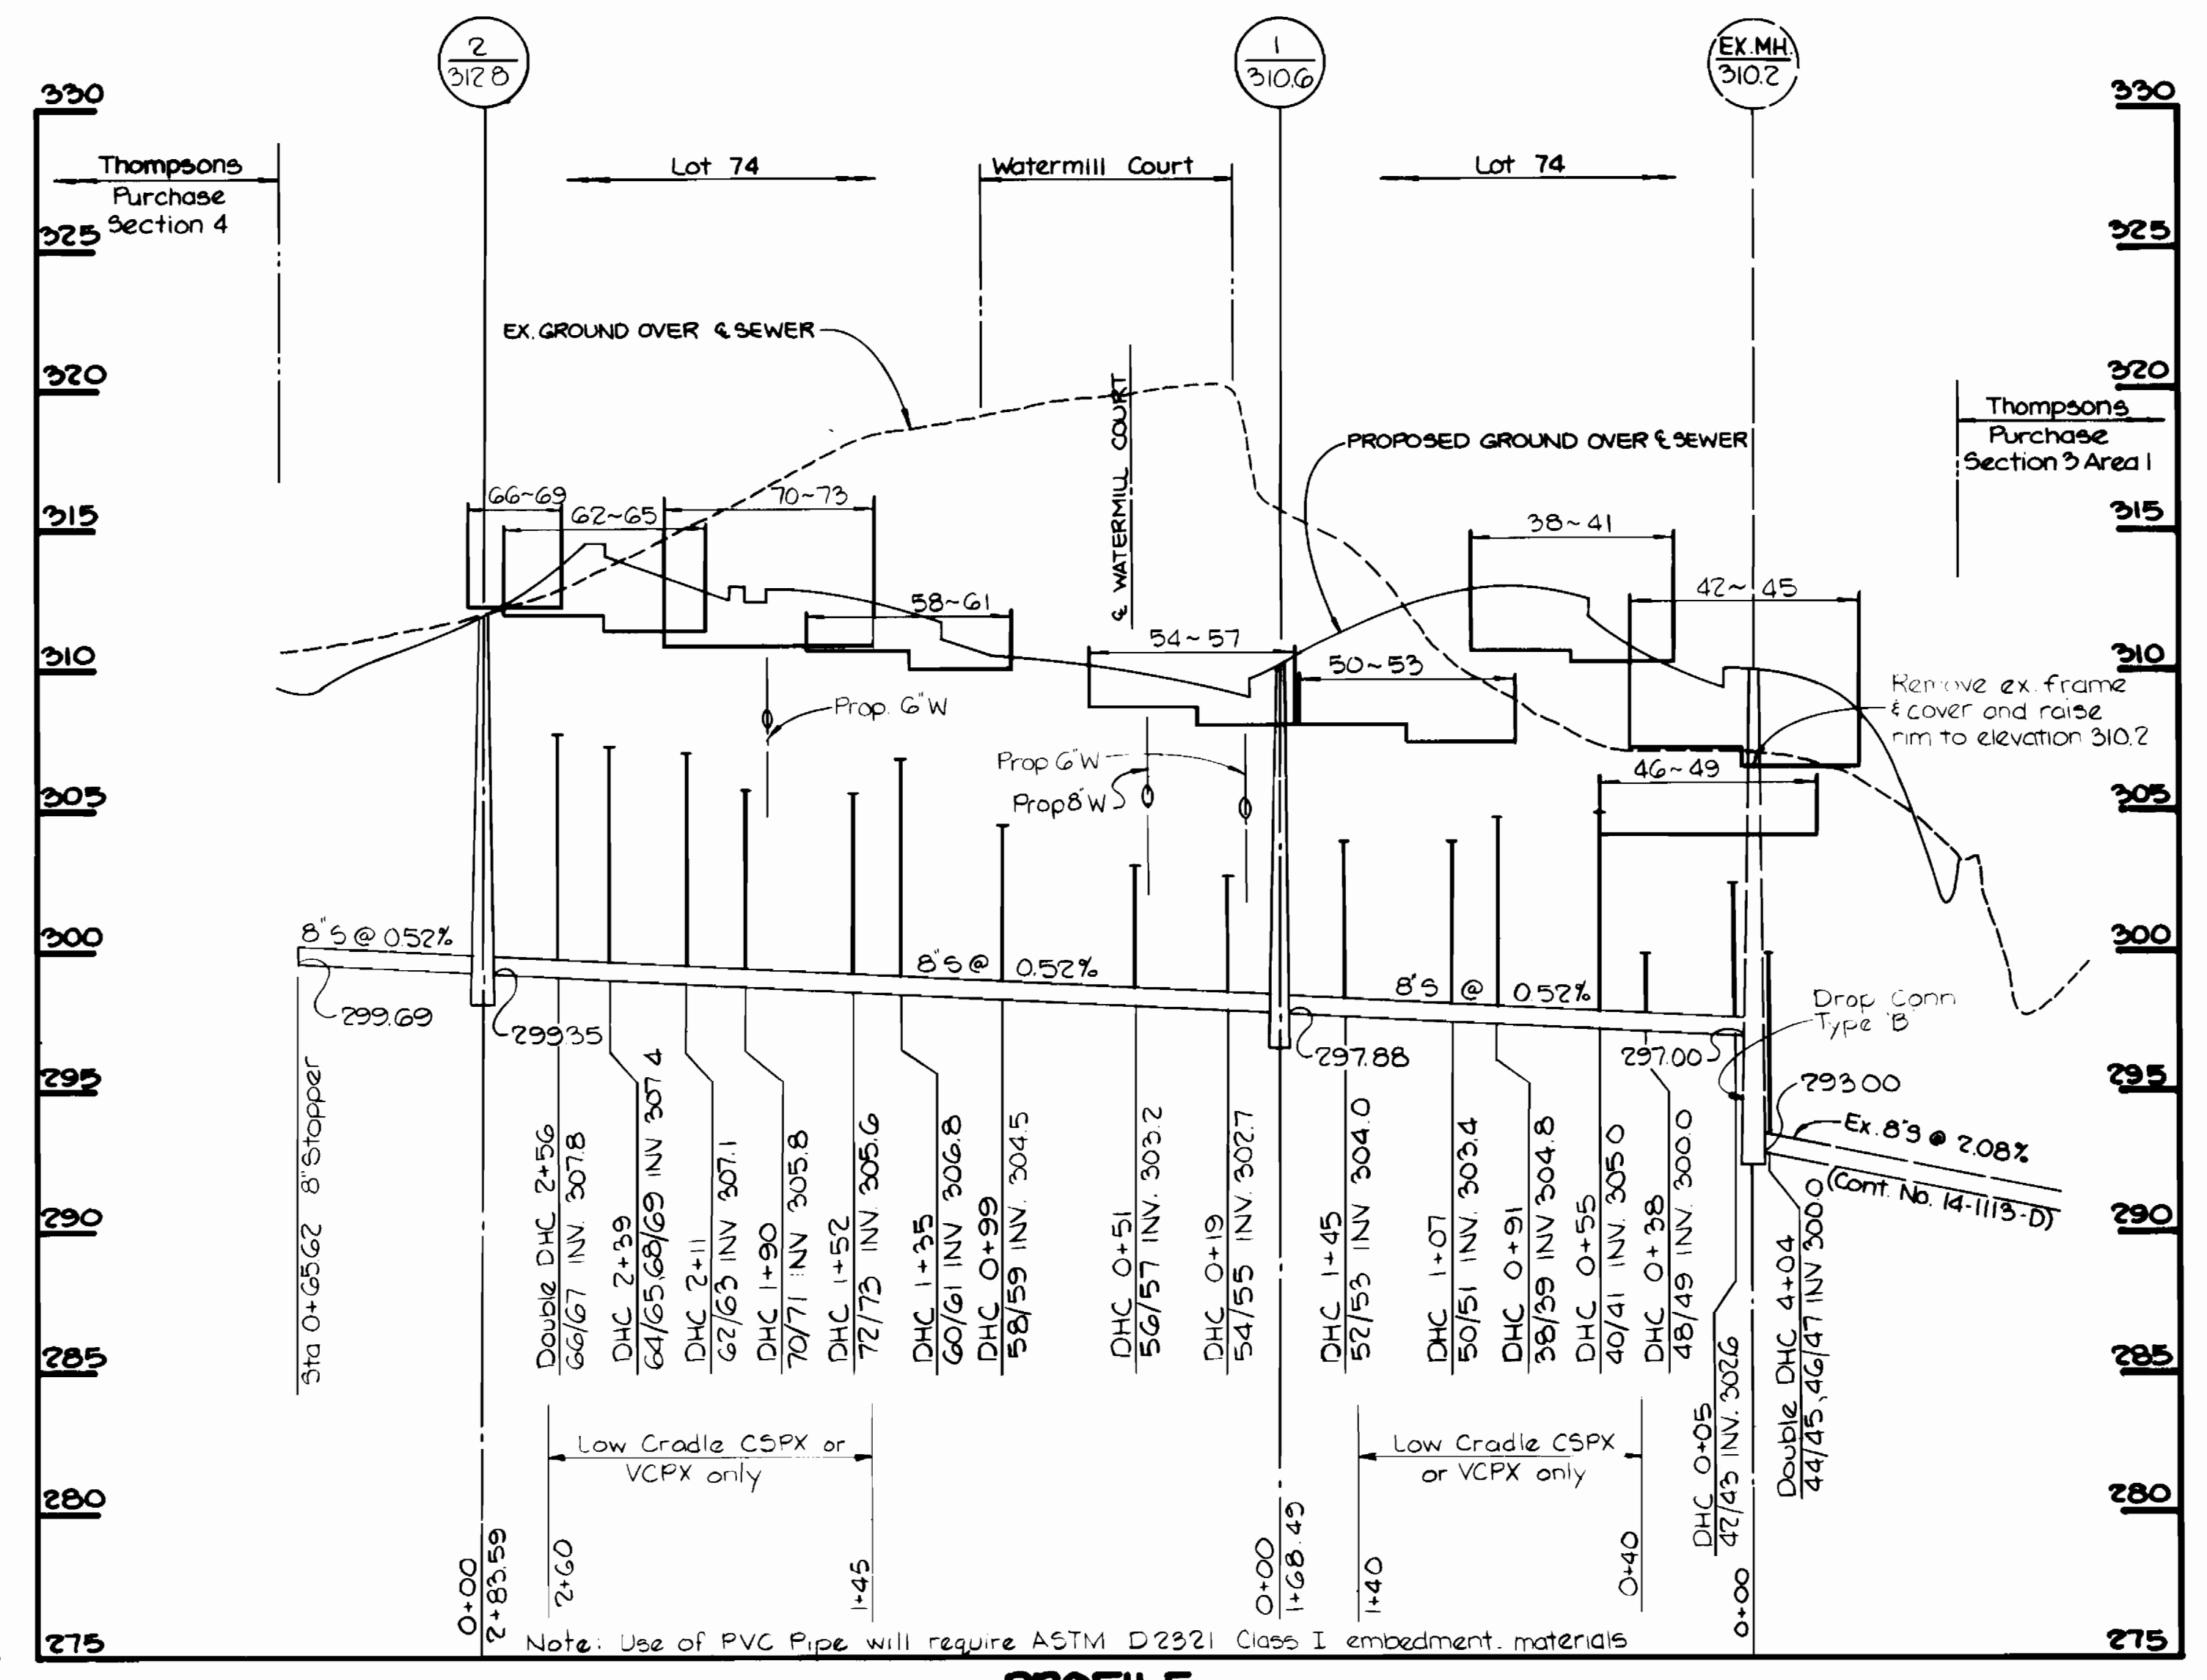 2
312.8
1
310.6
EX.MH.
310.2
330
330
Thompsons
Purchase
Section 4
Lot 74
Watermill Court
Lot 74
325
325
EX. GROUND OVER ℄ SEWER
320
320
℄ WATERMILL COURT
Thompsons
Purchase
Section 3 Area 1
PROPOSED GROUND OVER ℄ SEWER
66~69
70~73
62~65
315
315
38~41
42~45
58~61
54~57
50~53
310
310
Remove ex. frame
& cover and raise
rim to elevation 310.2
Prop. 6"W
Prop 6"W
Prop 8"W
46~49
305
305
300
300
8"S @ 0.52%
8"S @ 0.52%
8"S @ 0.52%
299.69
299.35
297.88
297.00
Drop Conn
Type 'B'
293.00
295
295
Ex. 8"S @ 2.08%
(Cont. No. 14-1113-D)
290
290
285
285
280
280
275
275
Sta 0+65.62 8"Stopper
Double DHC 2+56
66/67 INV. 307.8
DHC 2+39
64/65,68/69 INV 307.4
DHC 2+11
62/63 INV 307.1
DHC 1+90
70/71 INV 305.8
DHC 1+52
72/73 INV. 305.6
DHC 1+35
60/61 INV 306.8
DHC 0+99
58/59 INV. 304.5
DHC 0+51
56/57 INV. 303.2
DHC 0+19
54/55 INV. 302.7
DHC 1+45
52/53 INV 304.0
DHC 1+07
50/51 INV. 303.4
DHC 0+91
38/39 INV 304.8
DHC 0+55
40/41 INV. 305.0
DHC 0+38
48/49 INV. 300.0
DHC 0+05
42/43 INV. 302.6
Double DHC 4+04
44/45, 46/47 INV 300.0
Low Cradle CSPX or
VCPX only
Low Cradle CSPX
or VCPX only
0+00
2+83.59
2+60
1+45
0+00
1+68.49
1+40
0+40
0+00
Note: Use of PVC Pipe will require ASTM D2321 Class I embedment materials
PROFILE